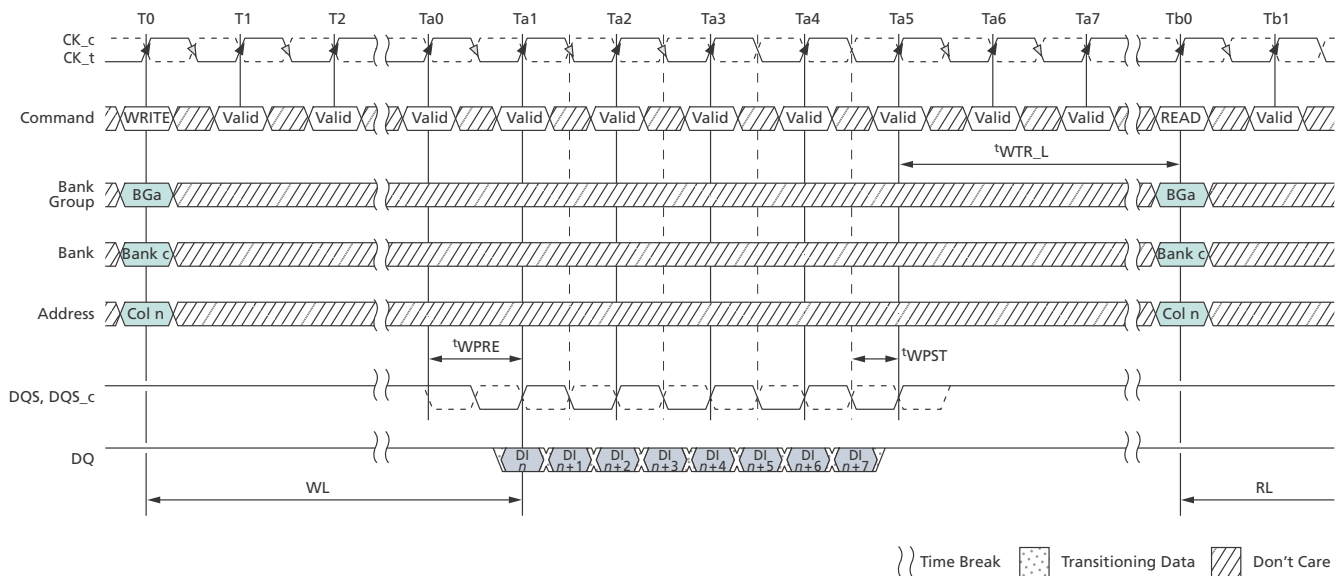 T0 T1 T2 Ta0 Ta1 Ta2 Ta3 Ta4 Ta5 Ta6 Ta7 Tb0 Tb1
CK_c
CK_t
Command WRITE Valid Valid Valid Valid Valid Valid Valid Valid Valid Valid READ Valid
tWTR_L
Bank
Group BGa BGa
Bank Bank c Bank c
Address Col n Col n
tWPRE tWPST
DQS, DQS_c
DQ DI n DI n+1 DI n+2 DI n+3 DI n+4 DI n+5 DI n+6 DI n+7
WL RL
Time Break Transitioning Data Don't Care